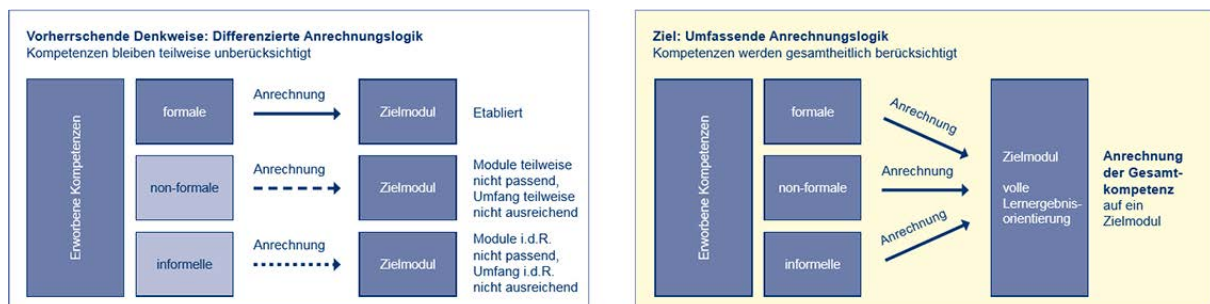 Vorherrschende Denkweise: Differenzierte Anrechnungslogik
Kompetenzen bleiben teilweise unberücksichtigt
Erworbene Kompetenzen
formale
Anrechnung
Zielmodul
Etabliert
non-formale
Anrechnung
Zielmodul
Module teilweise
nicht passend,
Umfang teilweise
nicht ausreichend
informelle
Anrechnung
Zielmodul
Module i.d.R.
nicht passend,
Umfang i.d.R.
nicht ausreichend
Ziel: Umfassende Anrechnungslogik
Kompetenzen werden gesamtheitlich berücksichtigt
Erworbene Kompetenzen
formale
Anrechnung
non-formale
Anrechnung
informelle
Anrechnung
Zielmodul
volle
Lernergebnis-
orientierung
Anrechnung
der Gesamt-
kompetenz
auf ein
Zielmodul